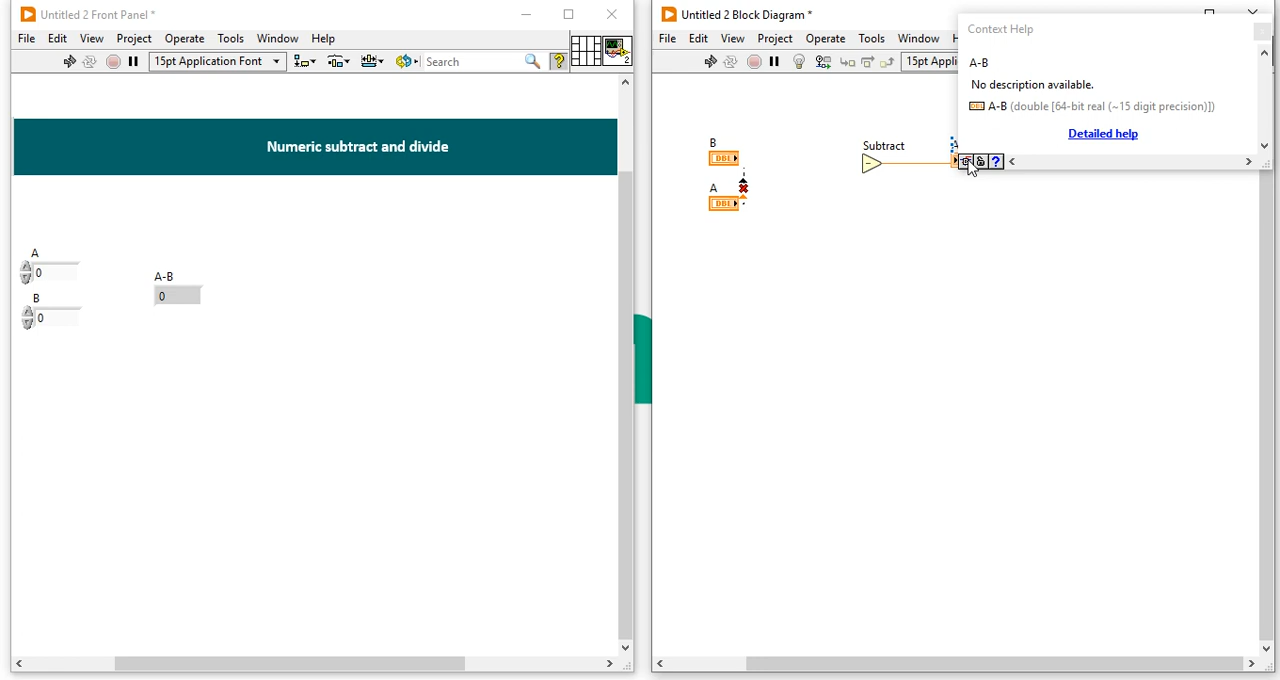 Untitled 2 Front Panel *
File Edit View Project Operate Tools Window Help
15pt Application Font
Search
2
Numeric subtract and divide
A
0
A-B
0
B
0
Untitled 2 Block Diagram *
File Edit View Project Operate Tools Window H
15pt Appli
B
DBL
A
DBL
Subtract
Context Help
A-B
No description available.
DBL A-B (double [64-bit real (~15 digit precision)])
Detailed help
?